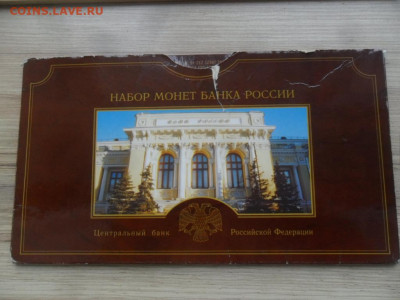 COINS.LAVE.RU
НАБОР МОНЕТ БАНКА РОССИИ
БАНК РОССИИ
Центральный банк Российской Федерации